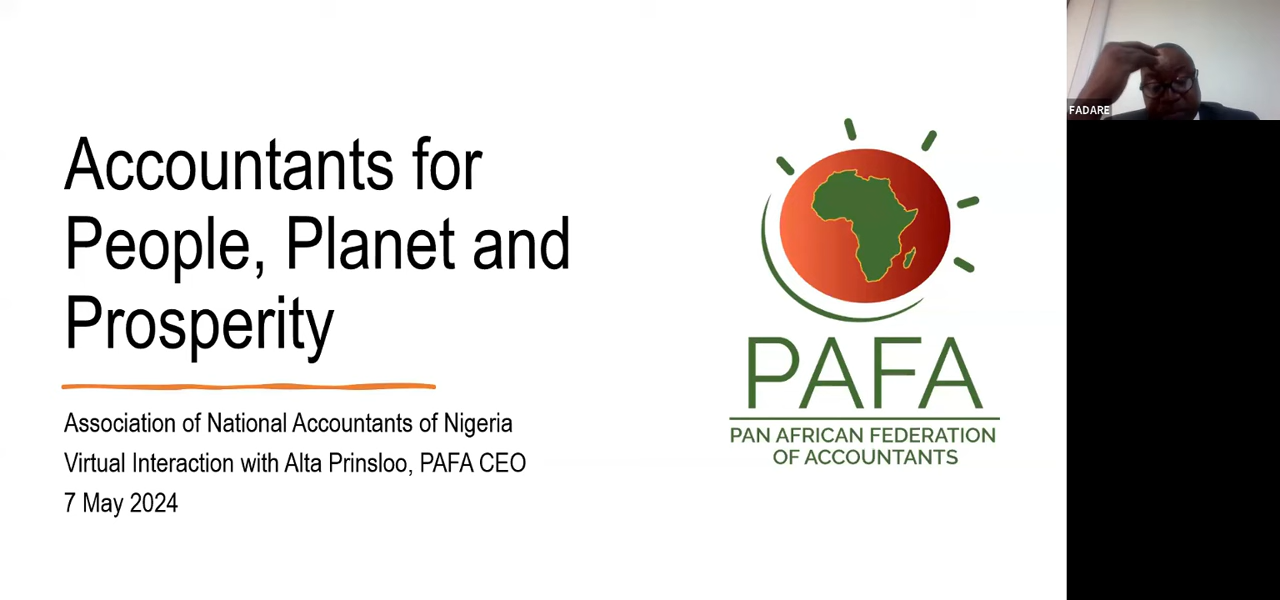 Accountants for
People, Planet and
Prosperity
Association of National Accountants of Nigeria
Virtual Interaction with Alta Prinsloo, PAFA CEO
7 May 2024
PAFA
PAN AFRICAN FEDERATION
OF ACCOUNTANTS
FADARE